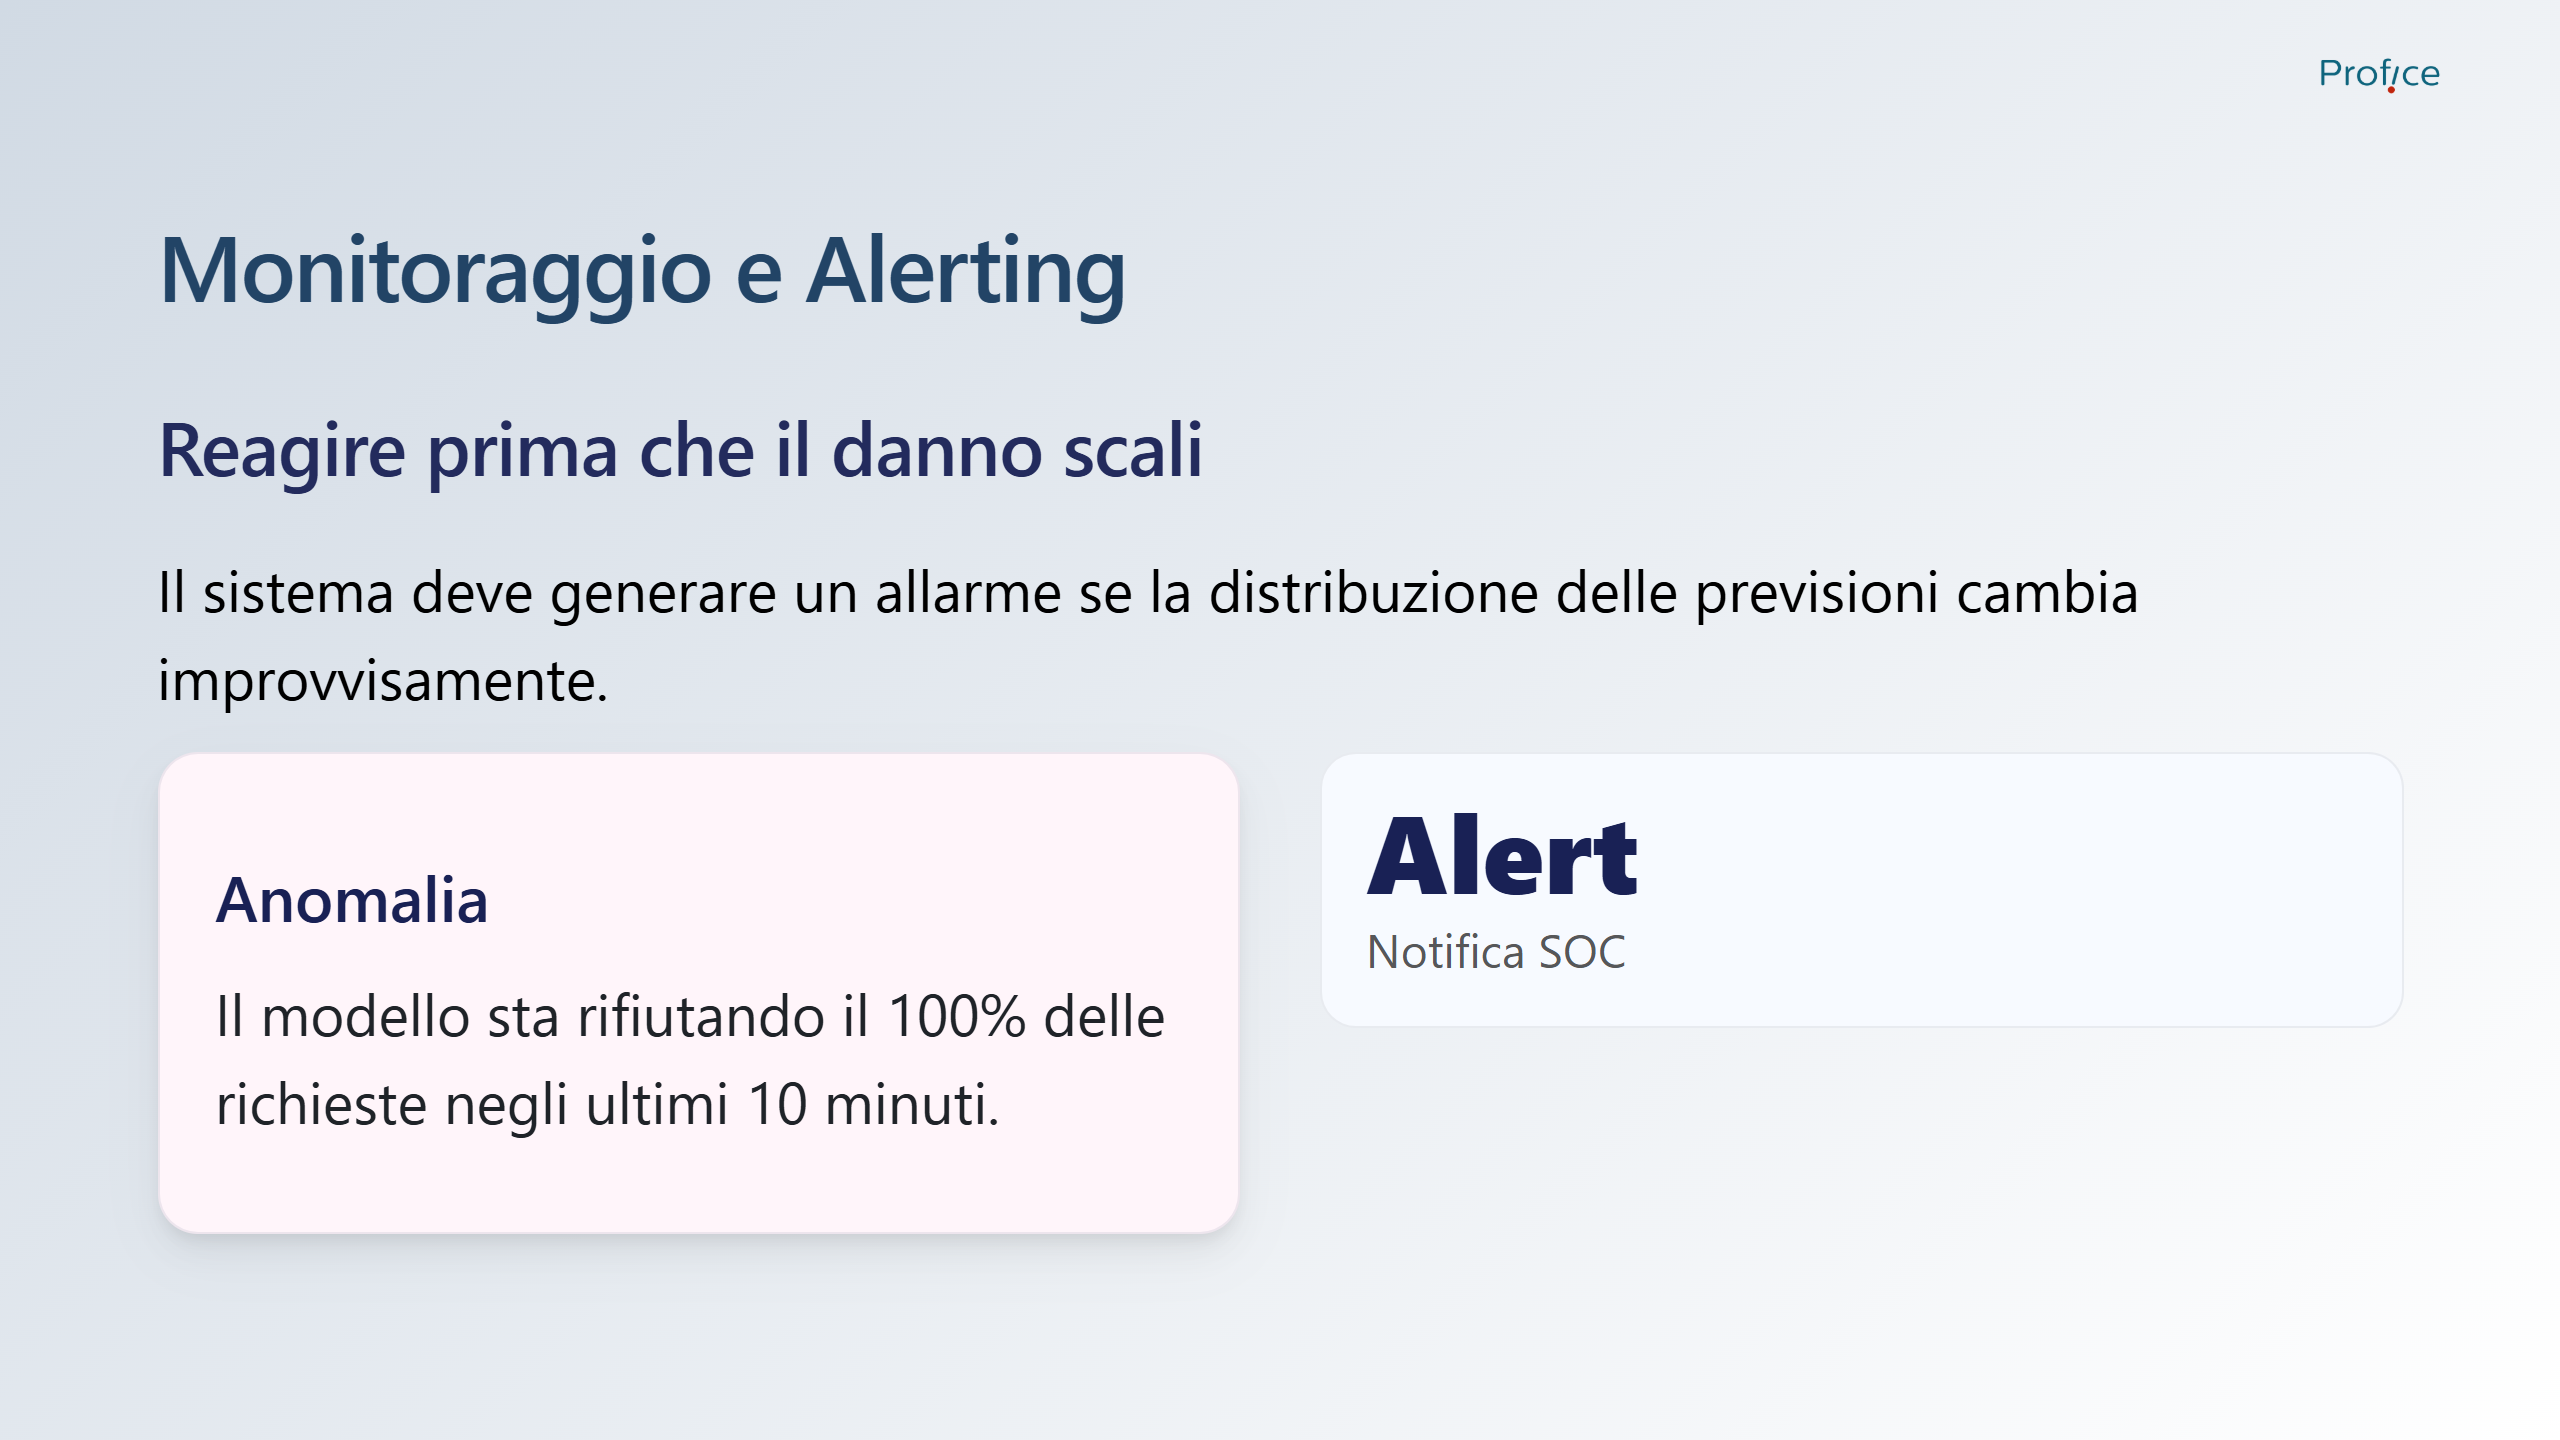 Profice
Monitoraggio e Alerting
Reagire prima che il danno scali
Il sistema deve generare un allarme se la distribuzione delle previsioni cambia
improvvisamente.
Anomalia
Il modello sta rifiutando il 100% delle
richieste negli ultimi 10 minuti.
Alert
Notifica SOC